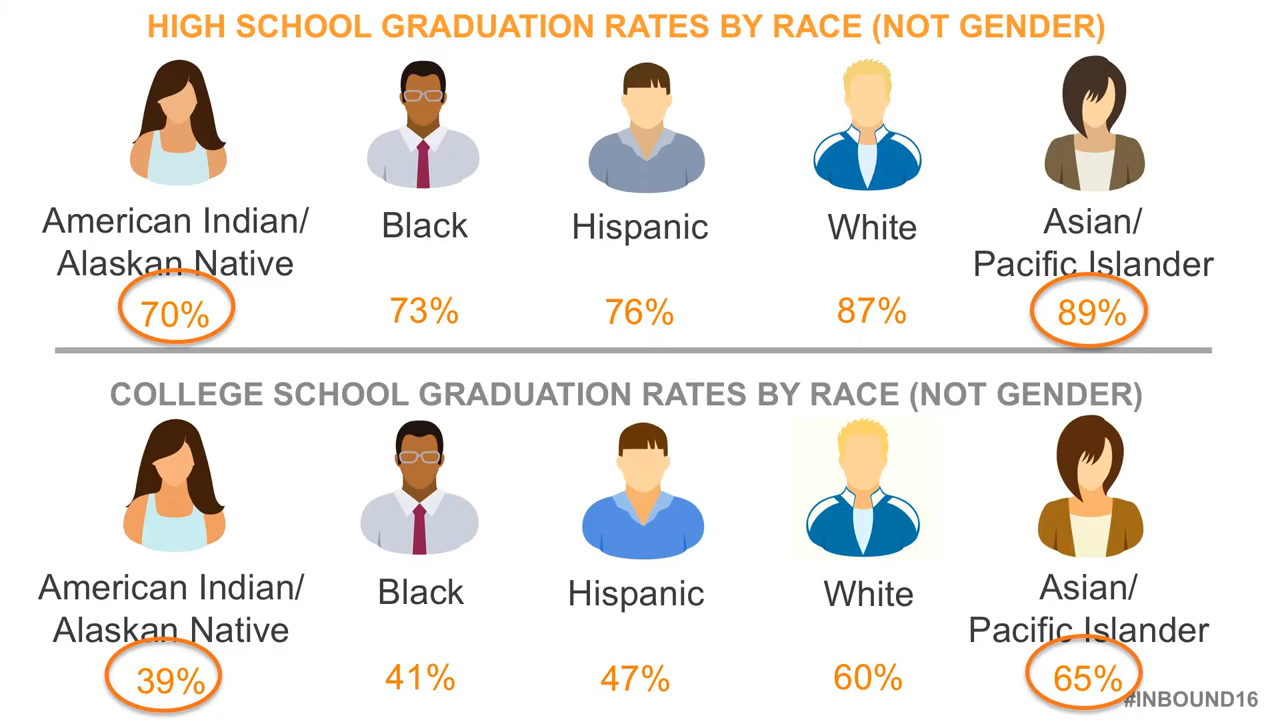 HIGH SCHOOL GRADUATION RATES BY RACE (NOT GENDER)
American Indian/
Alaskan Native
70%
Black
73%
Hispanic
76%
White
87%
Asian/
Pacific Islander
89%
COLLEGE SCHOOL GRADUATION RATES BY RACE (NOT GENDER)
American Indian/
Alaskan Native
39%
Black
41%
Hispanic
47%
White
60%
Asian/
Pacific Islander
65%
#INBOUND16